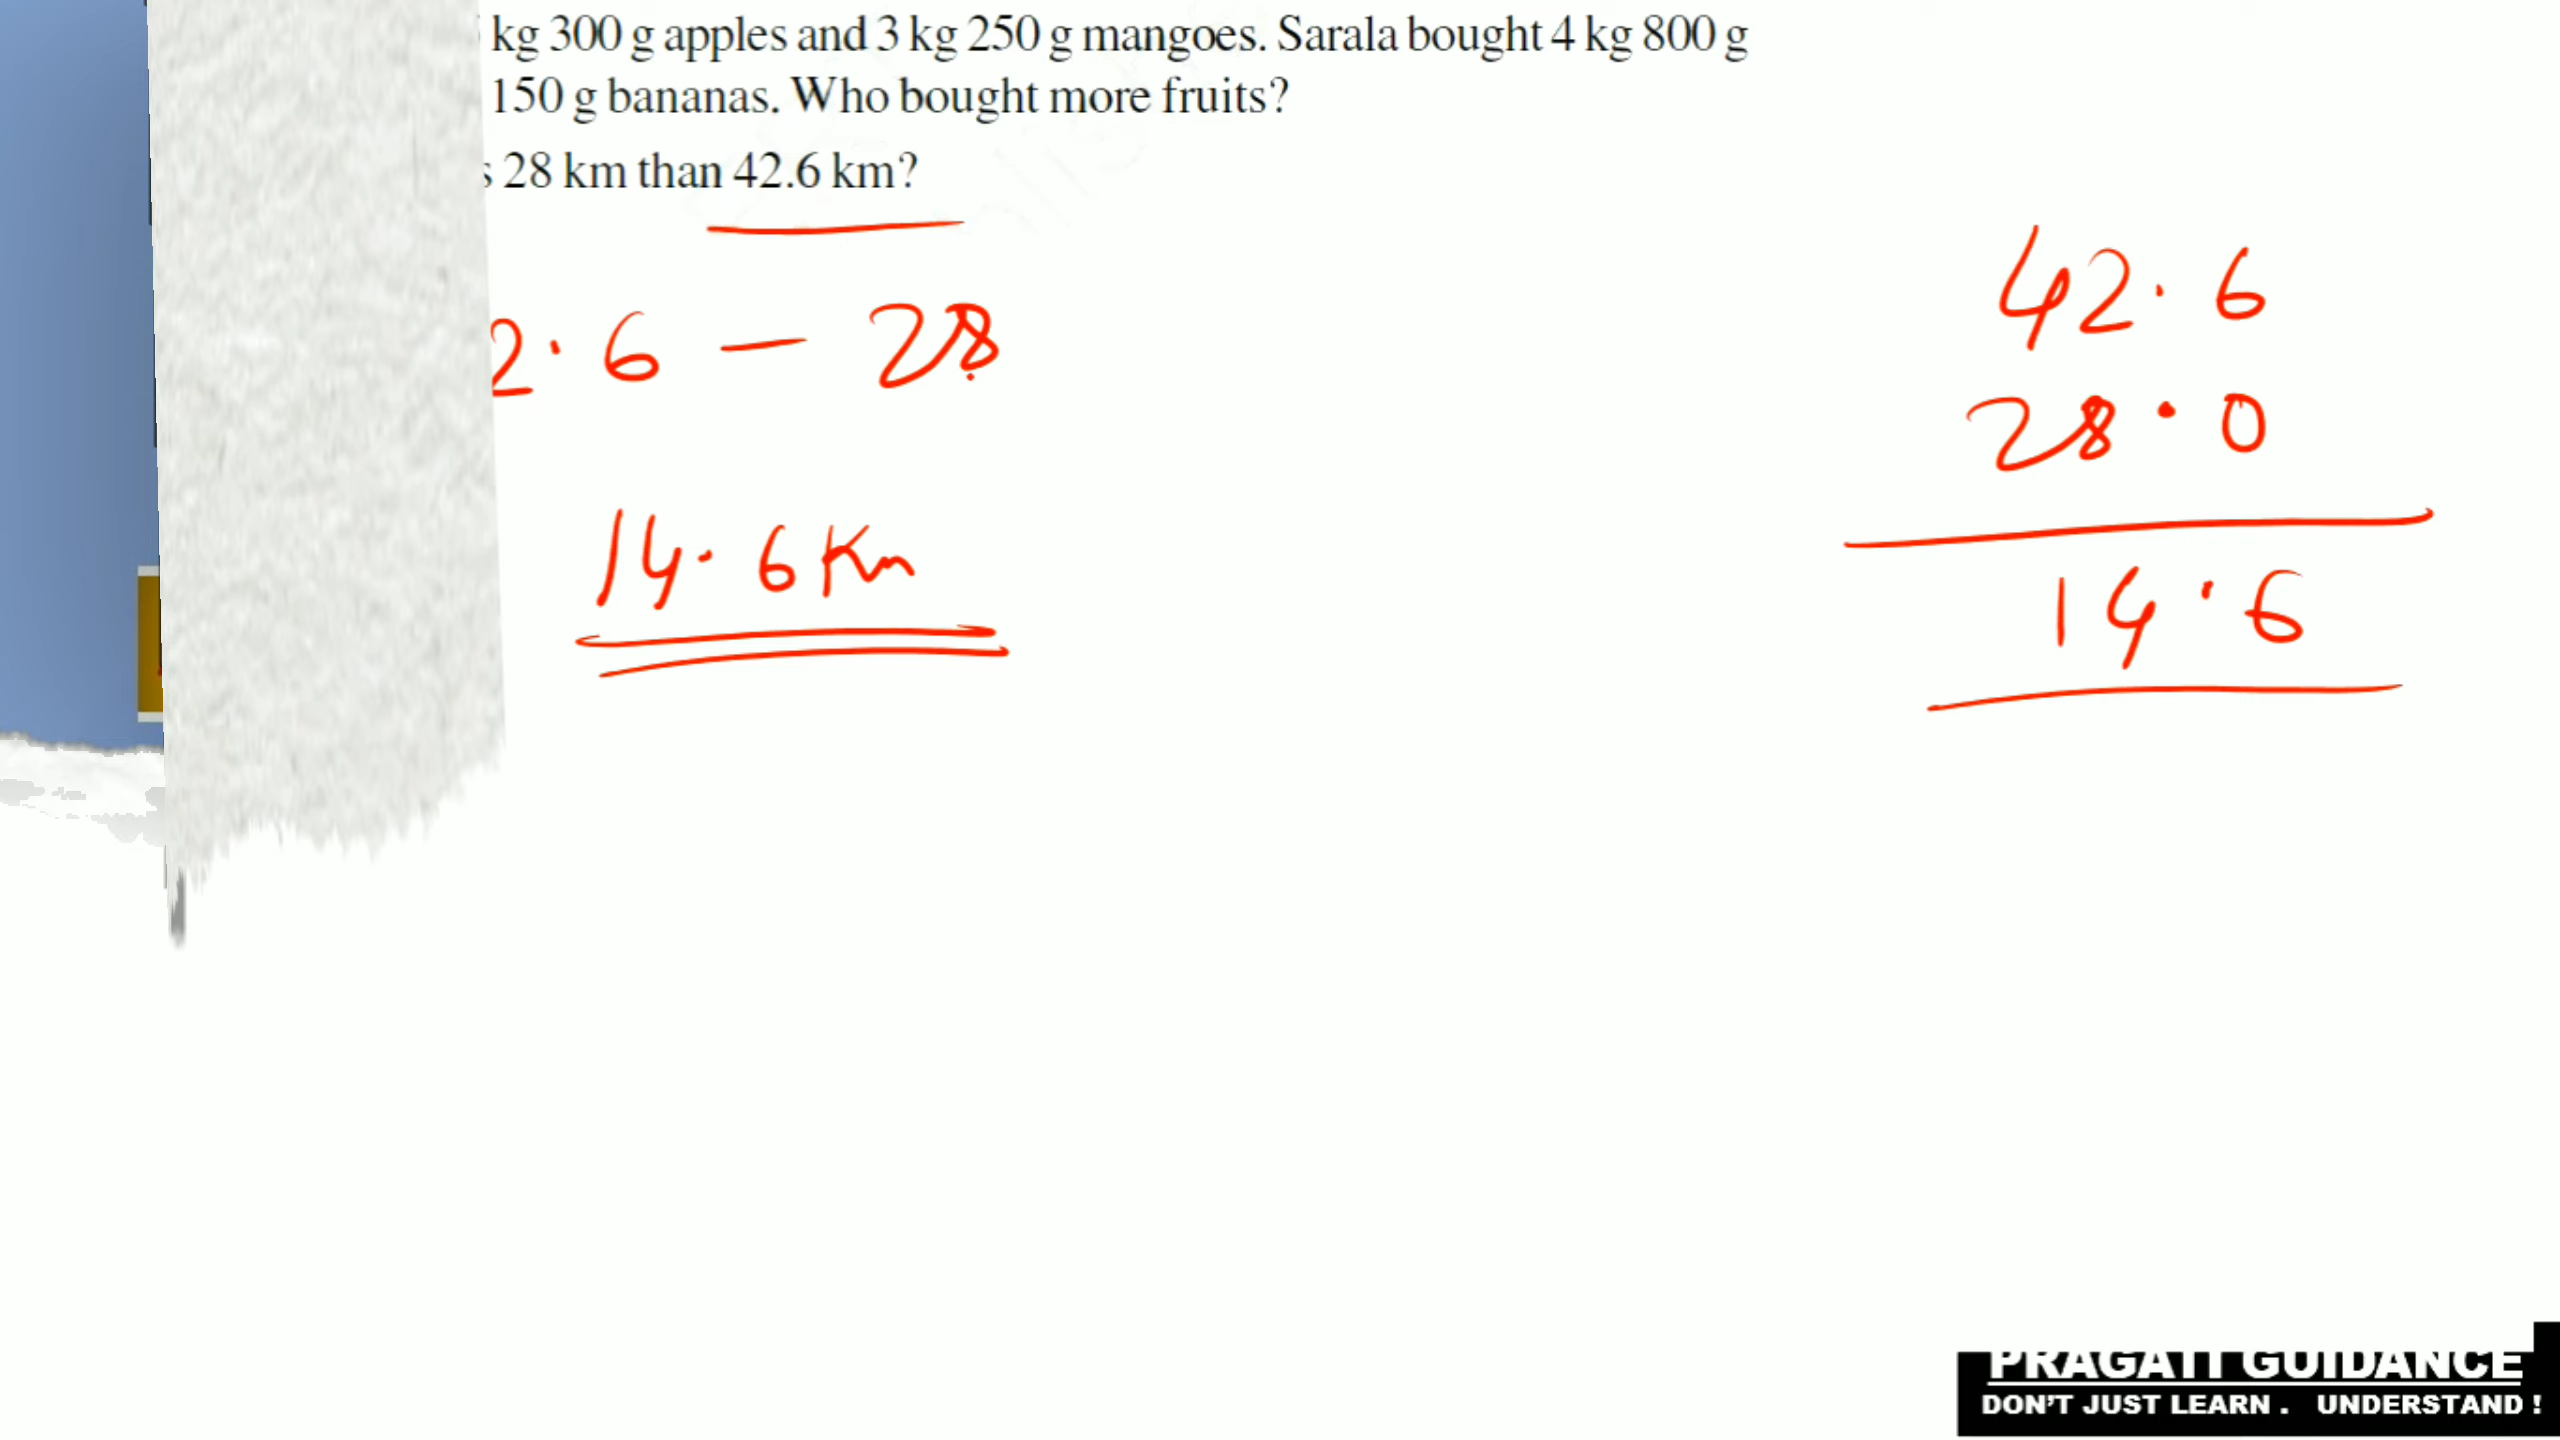 kg 300 g apples and 3 kg 250 g mangoes. Sarala bought 4 kg 800 g
150 g bananas. Who bought more fruits?
28 km than 42.6 km?
2.6 – 28
14.6 Km
42.6
28.0
14.6
PRAGATI GUIDANCE
DON'T JUST LEARN . UNDERSTAND !